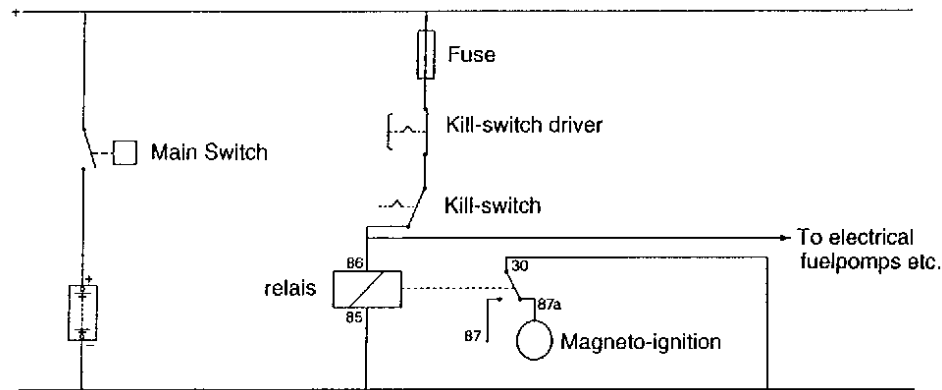 +
Fuse
Kill-switch driver
Main Switch
Kill-switch
To electrical
fuelpomps etc.
86
30
relais
+
87a
85
87
Magneto-ignition
−